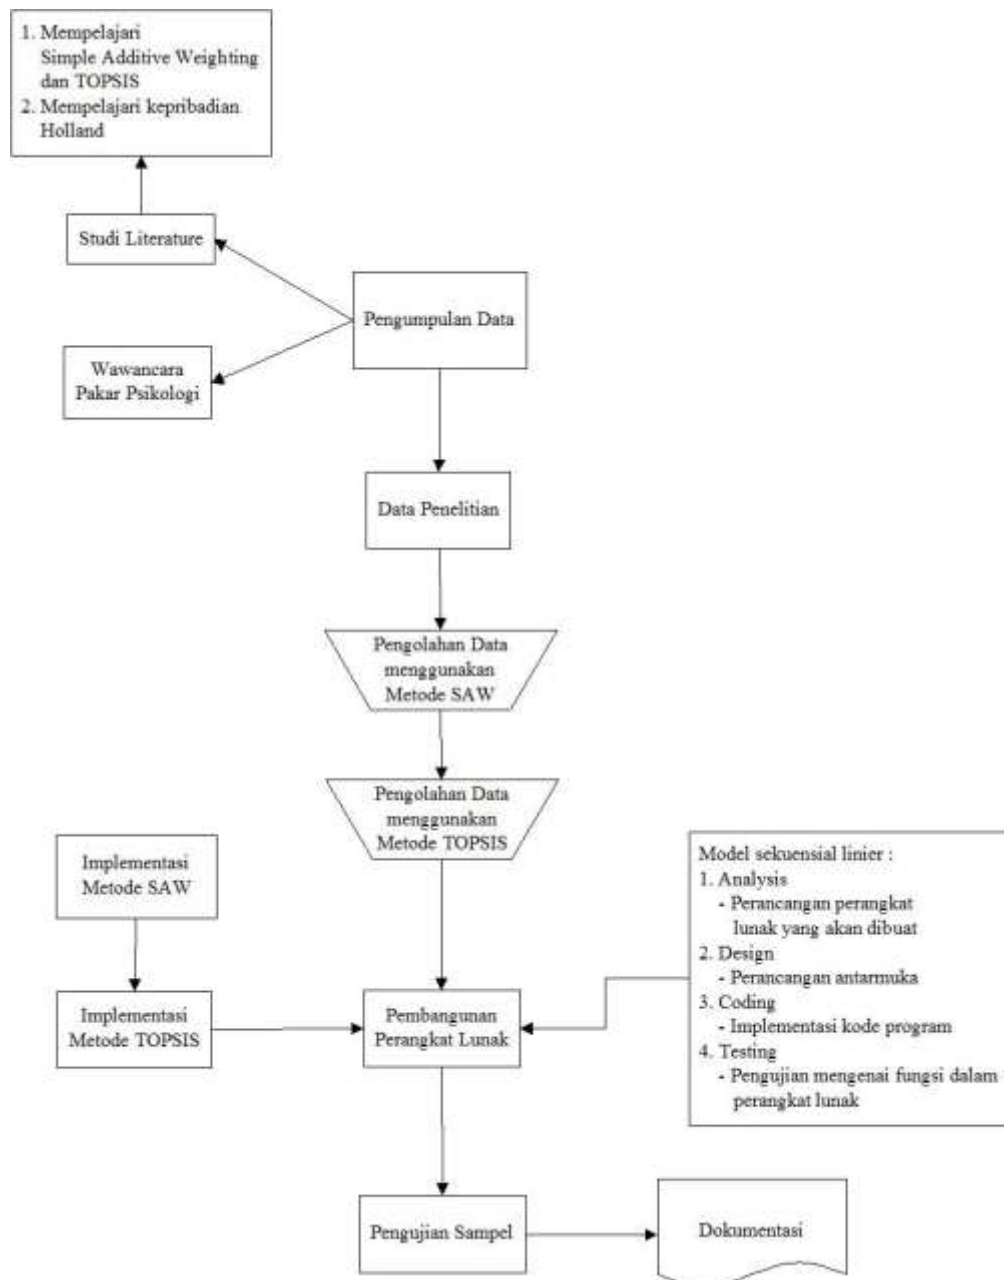 1. Mempelajari
Simple Additive Weighting
dan TOPSIS
2. Mempelajari kepribadian
Holland
Studi Literature
Pengumpulan Data
Wawancara
Pakar Psikologi
Data Penelitian
Pengolahan Data
menggunakan
Metode SAW
Pengolahan Data
menggunakan
Metode TOPSIS
Implementasi
Metode SAW
Implementasi
Metode TOPSIS
Pembangunan
Perangkat Lunak
Model sekuensial linier :
1. Analysis
- Perancangan perangkat
lunak yang akan dibuat
2. Design
- Perancangan antarmuka
3. Coding
- Implementasi kode program
4. Testing
- Pengujian mengenai fungsi dalam
perangkat lunak
Pengujian Sampel
Dokumentasi